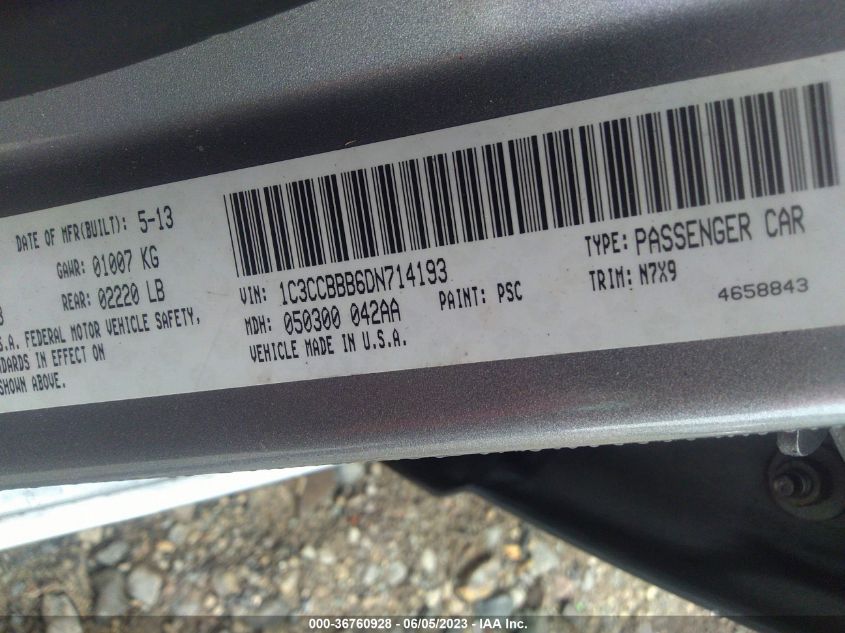 DATE OF MFR(BUILT): 5-13
GAWR: 01007 KG
REAR: 02220 LB
S.A. FEDERAL MOTOR VEHICLE SAFETY,
DARDS IN EFFECT ON
SHOWN ABOVE.
VIN: 1C3CCBBB6DN714193
MDH: 050300 042AA
PAINT: PSC
VEHICLE MADE IN U.S.A.
TYPE: PASSENGER CAR
TRIM: N7X9
4658843
000-36760928 - 06/05/2023 - © IAA Inc.